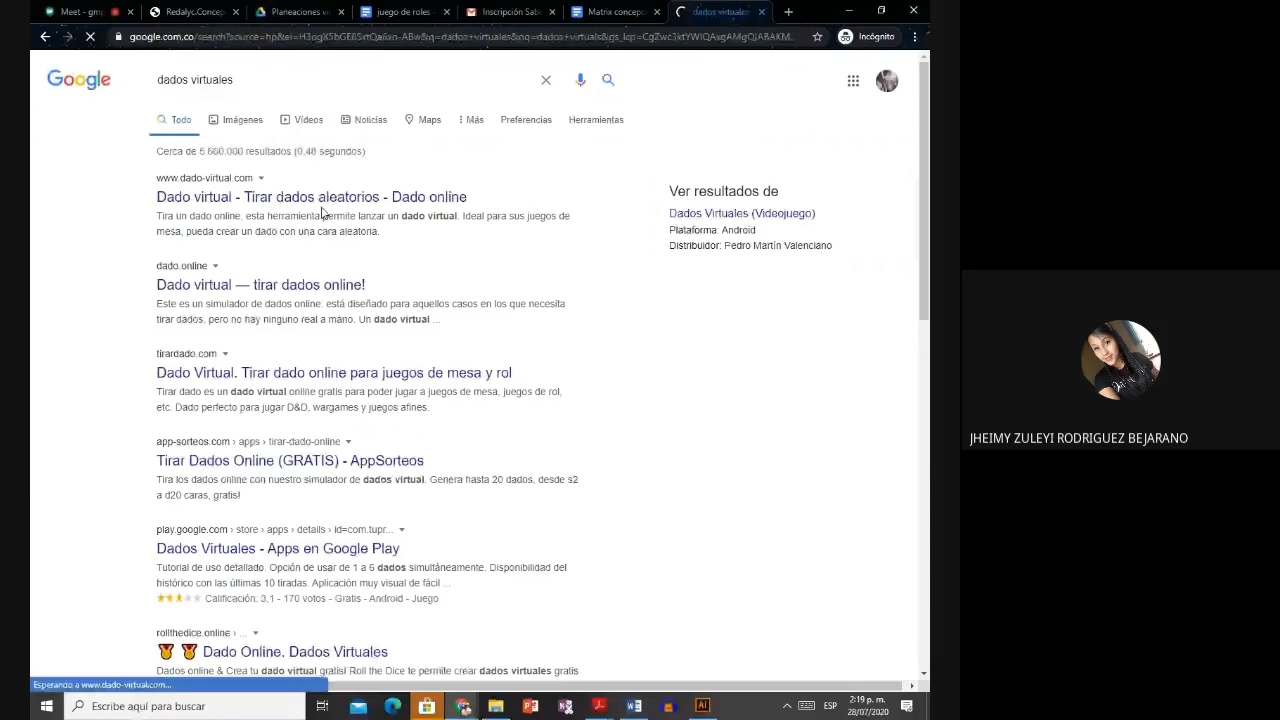 Meet - g...
Redalyc.Concep
Planeaciones vi
juego de roles -
Inscripción Sabe
Matrix concepc
dados virtuales
Incógnito
Google
dados virtuales
Todo Imágenes Vídeos Noticias Maps Más Preferencias Herramientas
Cerca de 5.660.000 resultados (0,46 segundos)
www.dado-virtual.com
Dado virtual - Tirar dados aleatorios - Dado online
Tira un dado online, esta herramienta permite lanzar un dado virtual. Ideal para sus juegos de
mesa, pueda crear un dado con una cara aleatoria.
dado.online
Dado virtual — tirar dados online!
Este es un simulador de dados online: está diseñado para aquellos casos en los que necesita
tirar dados, pero no hay ninguno real a mano. Un dado virtual ...
tirardado.com
Dado Virtual. Tirar dado online para juegos de mesa y rol
Tirar dado es un dado virtual online gratis para poder jugar a juegos de mesa, juegos de rol,
etc. Dado perfecto para jugar D&D, wargames y juegos afines.
app-sorteos.com › apps › tirar-dado-online
Tirar Dados Online (GRATIS) - AppSorteos
Tira los dados online con nuestro simulador de dados virtual. Genera hasta 20 dados, desde s2
a d20 caras, gratis!
play.google.com › store › apps › details › id=com.tupr...
Dados Virtuales - Apps en Google Play
Tutorial de uso detallado. Opción de usar de 1 a 6 dados simultáneamente. Disponibilidad del
histórico con las últimas 10 tiradas. Aplicación muy visual de fácil ...
Calificación: 3,1 - 170 votos - Gratis - Android - Juego
rollthedice.online › ...
Dado Online. Dados Virtuales
Dados online & Crea tu dado virtual gratis! Roll the Dice te permite crear dados virtuales gratis
Ver resultados de
Dados Virtuales (Videojuego)
Plataforma: Android
Distribuidor: Pedro Martín Valenciano
JHEIMY ZULEYI RODRIGUEZ BEJARANO
Esperando a www.dado-virtual.com...
Escribe aquí para buscar
ESP
2:19 p. m.
28/07/2020